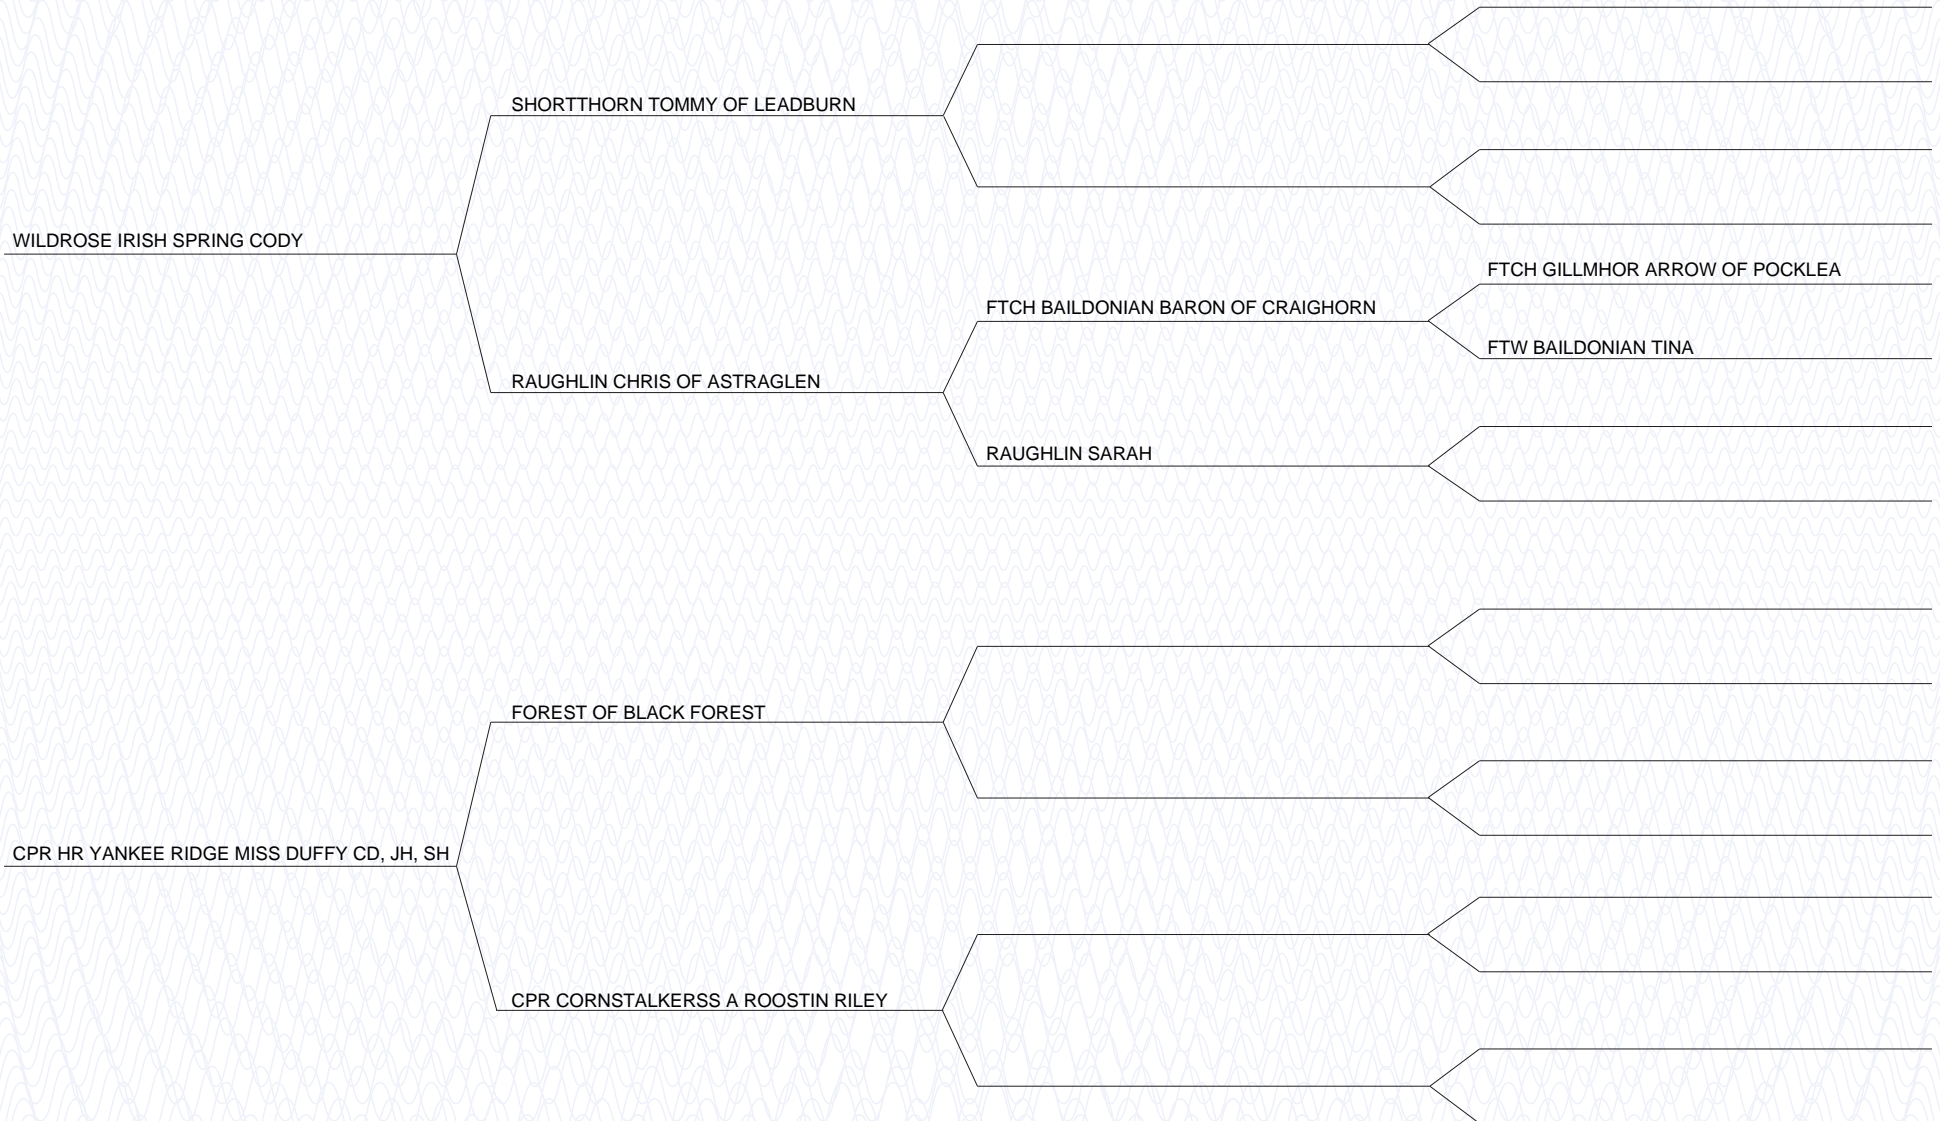 SHORTTHORN TOMMY OF LEADBURN
WILDROSE IRISH SPRING CODY
FTCH GILLMHOR ARROW OF POCKLEA
FTCH BAILDONIAN BARON OF CRAIGHORN
FTW BAILDONIAN TINA
RAUGHLIN CHRIS OF ASTRAGLEN
RAUGHLIN SARAH
FOREST OF BLACK FOREST
CPR HR YANKEE RIDGE MISS DUFFY CD, JH, SH
CPR CORNSTALKERSS A ROOSTIN RILEY